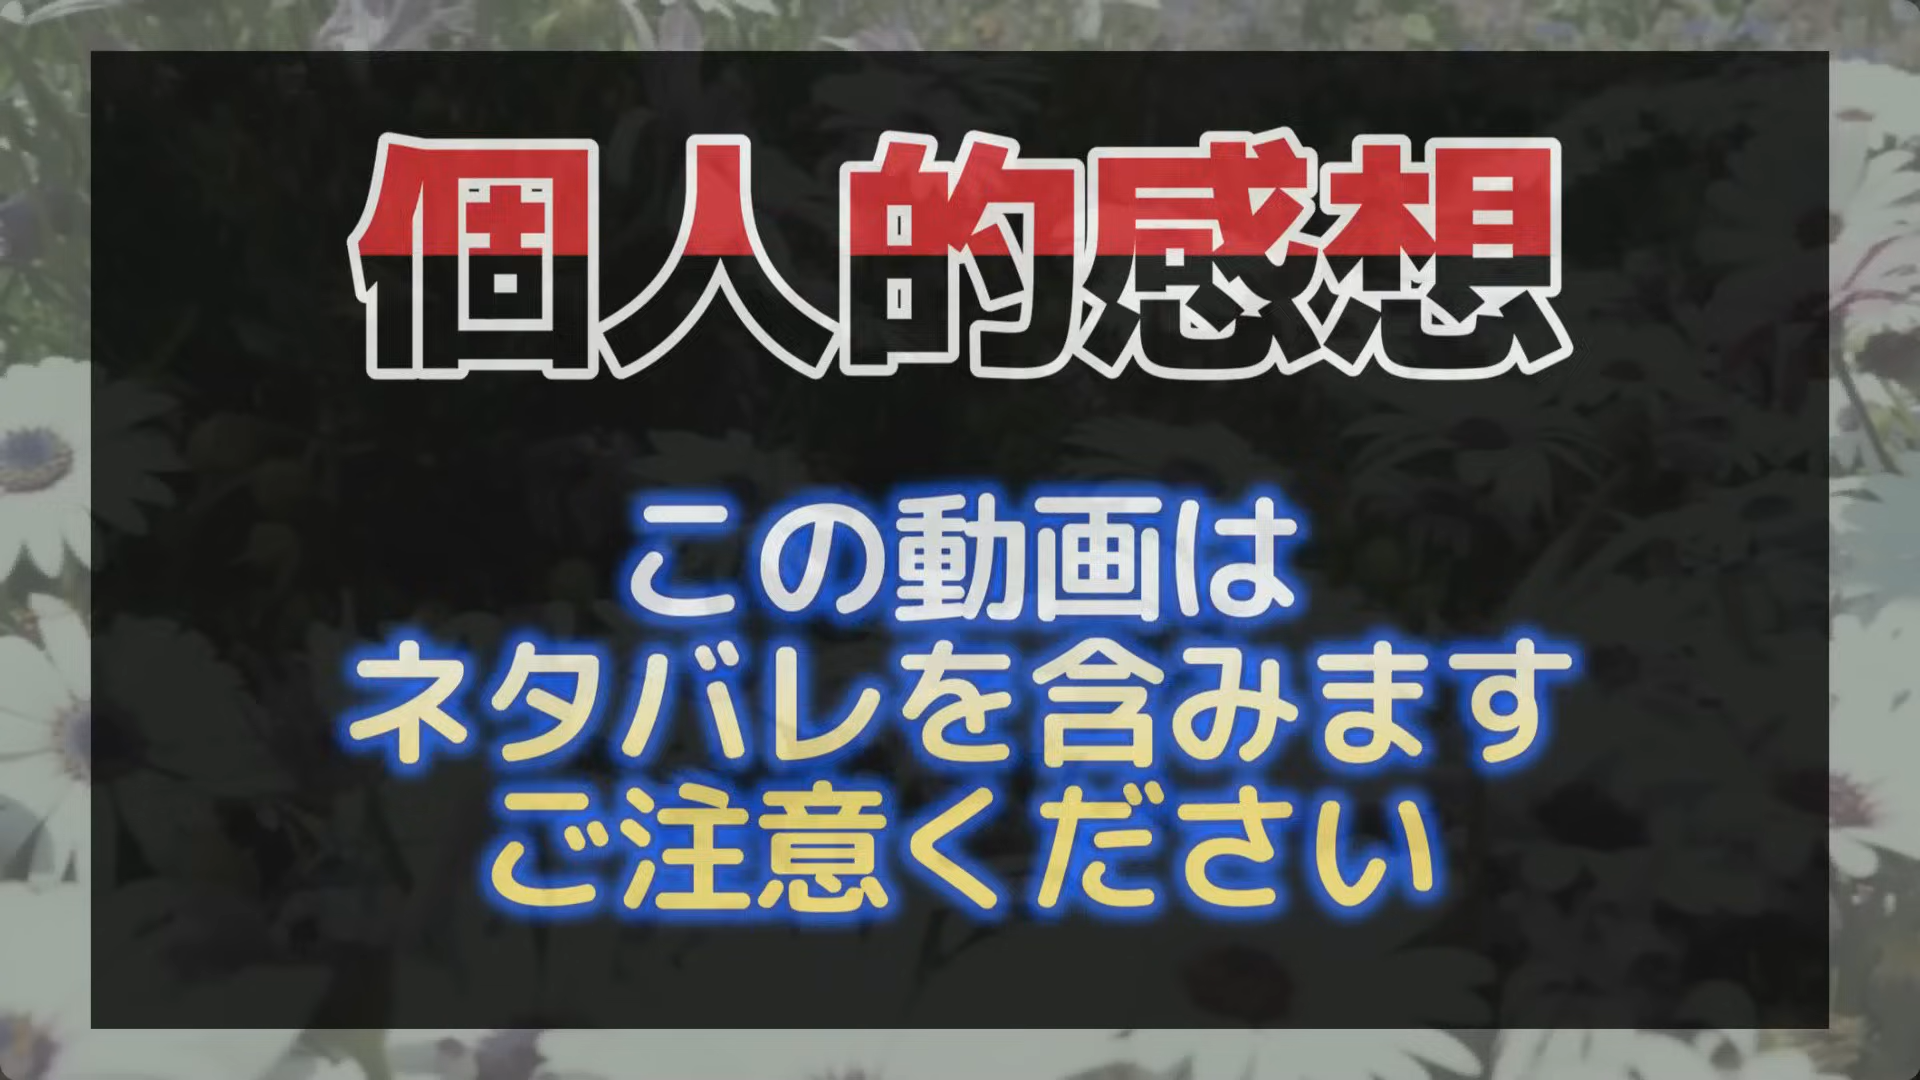 個人的感想
この動画は
ネタバレを含みます
ご注意ください